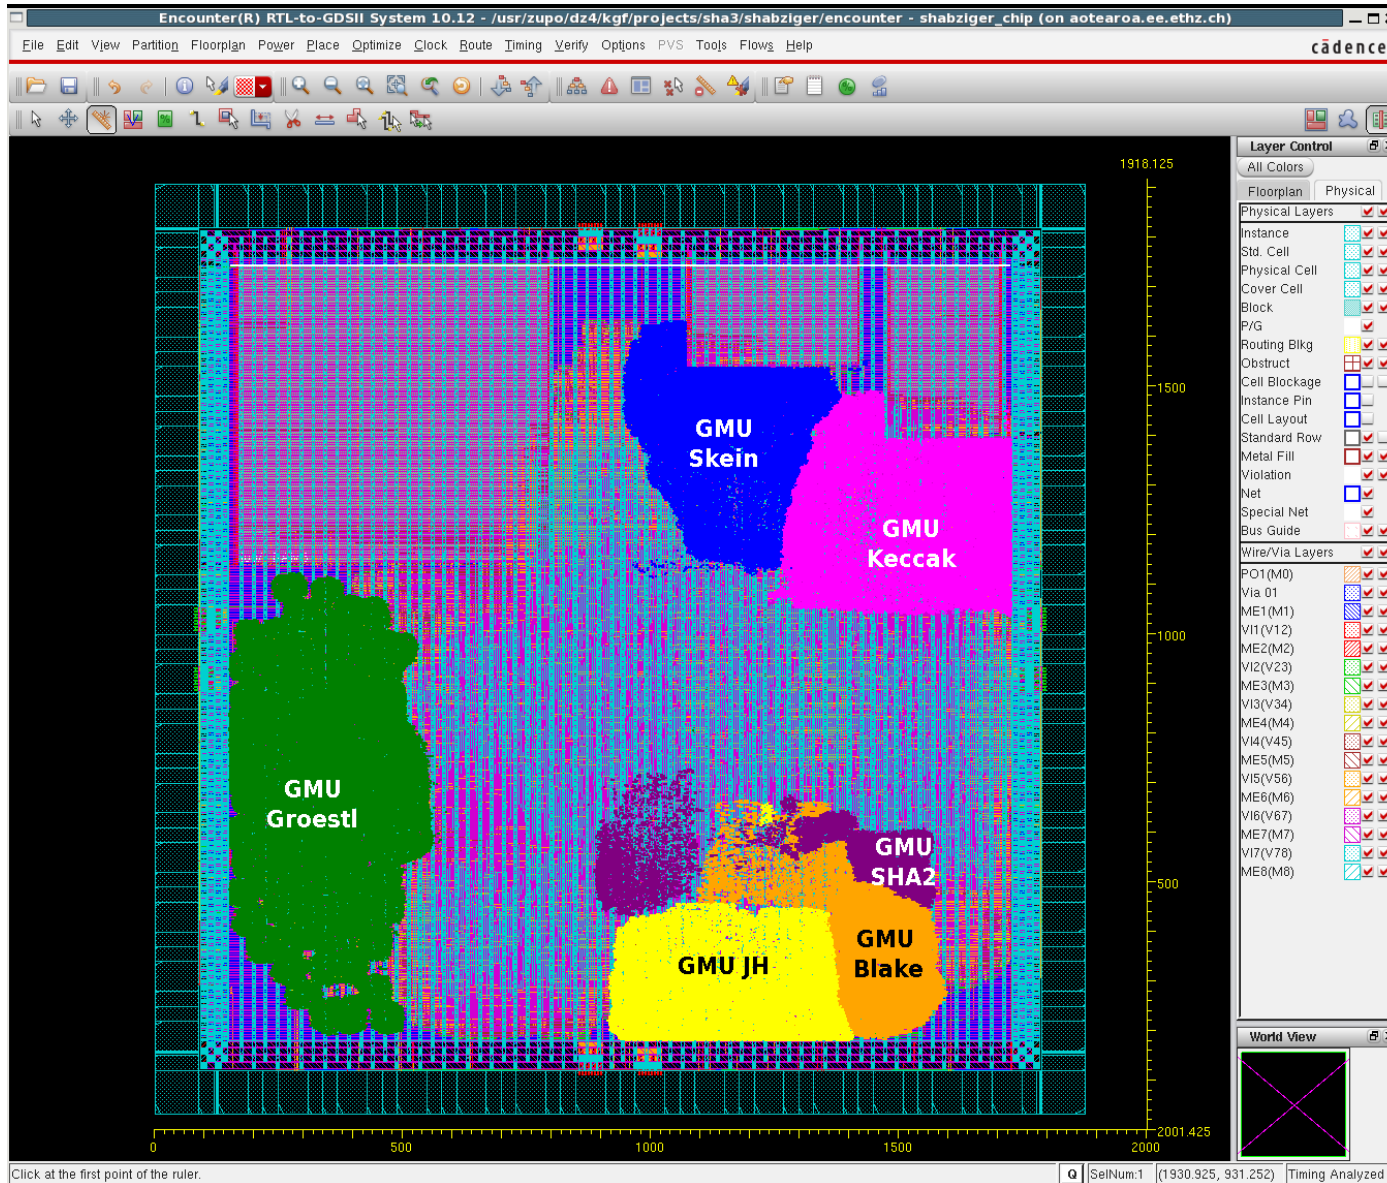 Encounter(R) RTL-to-GDSII System 10.12 - /usr/zupo/dz4/kgf/projects/sha3/shabziger/encounter - shabziger_chip (on aotearoa.ee.ethz.ch)
File Edit View Partition Floorplan Power Place Optimize Clock Route Timing Verify Options PVS Tools Flows Help
cādence
Layer Control
All Colors
Floorplan Physical
Physical Layers
Instance
Std. Cell
Physical Cell
Cover Cell
Block
P/G
Routing Blkg
Obstruct
Cell Blockage
Instance Pin
Cell Layout
Standard Row
Metal Fill
Violation
Net
Special Net
Bus Guide
Wire/Via Layers
PO1(M0)
Via 01
ME1(M1)
VI1(V12)
ME2(M2)
VI2(V23)
ME3(M3)
VI3(V34)
ME4(M4)
VI4(V45)
ME5(M5)
VI5(V56)
ME6(M6)
VI6(V67)
ME7(M7)
VI7(V78)
ME8(M8)
World View
1918.125
1500
1000
500
2001.425
0 500 1000 1500 2000
GMU
Skein
GMU
Keccak
GMU
Groestl
GMU
SHA2
GMU
Blake
GMU JH
Click at the first point of the ruler.
Q SelNum:1 (1930.925, 931.252) Timing Analyzed